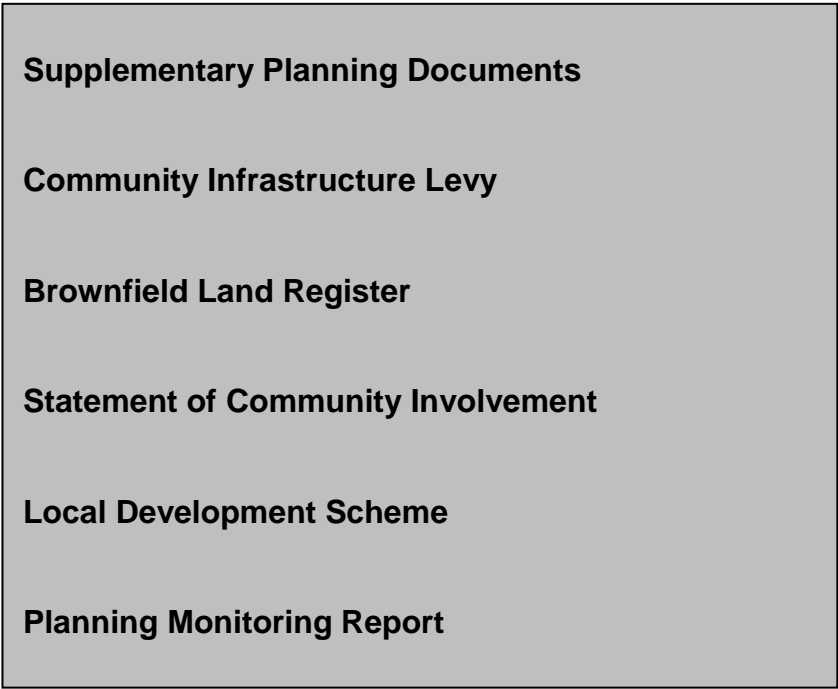 Supplementary Planning Documents
Community Infrastructure Levy
Brownfield Land Register
Statement of Community Involvement
Local Development Scheme
Planning Monitoring Report